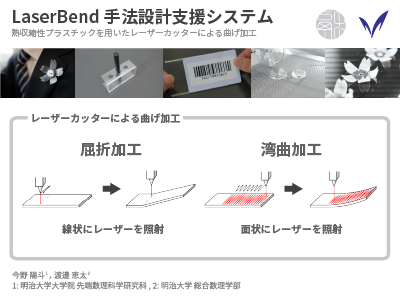 LaserBend 手法設計支援システム
熱収縮性プラスチックを用いたレーザーカッターによる曲げ加工
レーザーカッターによる曲げ加工
屈折加工
湾曲加工
線状にレーザーを照射
面状にレーザーを照射
今野 陽斗¹, 渡邊 恵太²
1: 明治大学大学院 先端数理科学研究科 , 2: 明治大学 総合数理学部